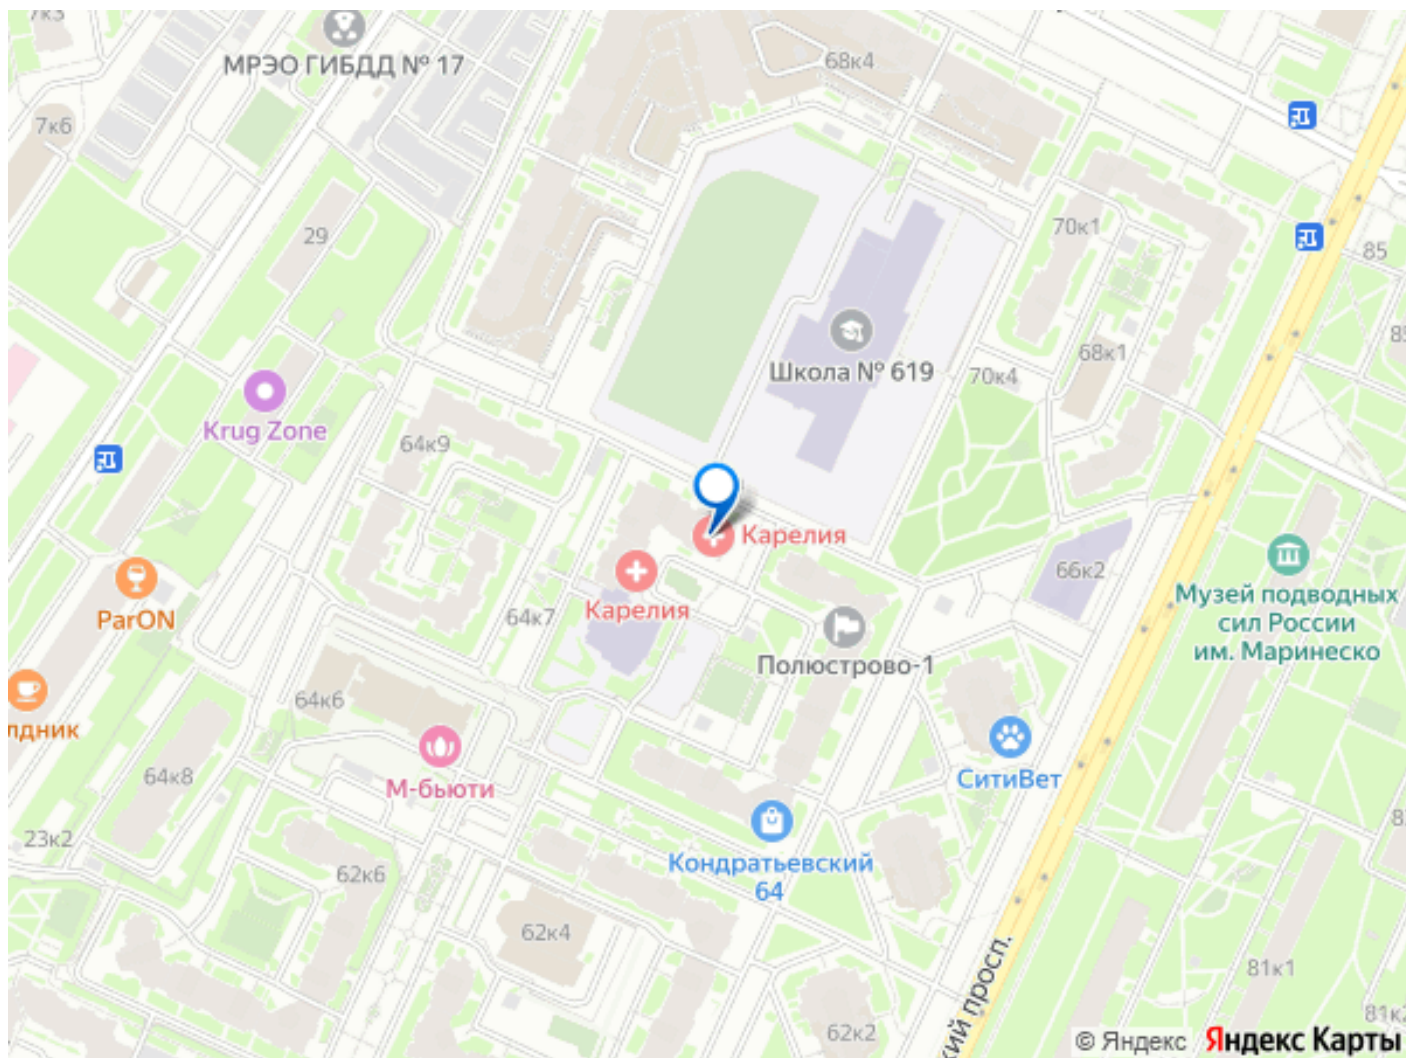 7к3
МРЭО ГИБДД № 17
68к4
7к6
29
70к1
85
68к1
Школа № 619
70к4
Krug Zone
64к9
Карелия
66к2
Карелия
64к7
ParON
Полюстрово-1
Музей подводных
сил России
им. Маринеско
64к6
лдник
М-бьюти
64к8
СитиВет
23к2
62к6
Кондратьевский
64
62к4
81к1
62к2
кий просп.
© Яндекс
Яндекс Карты